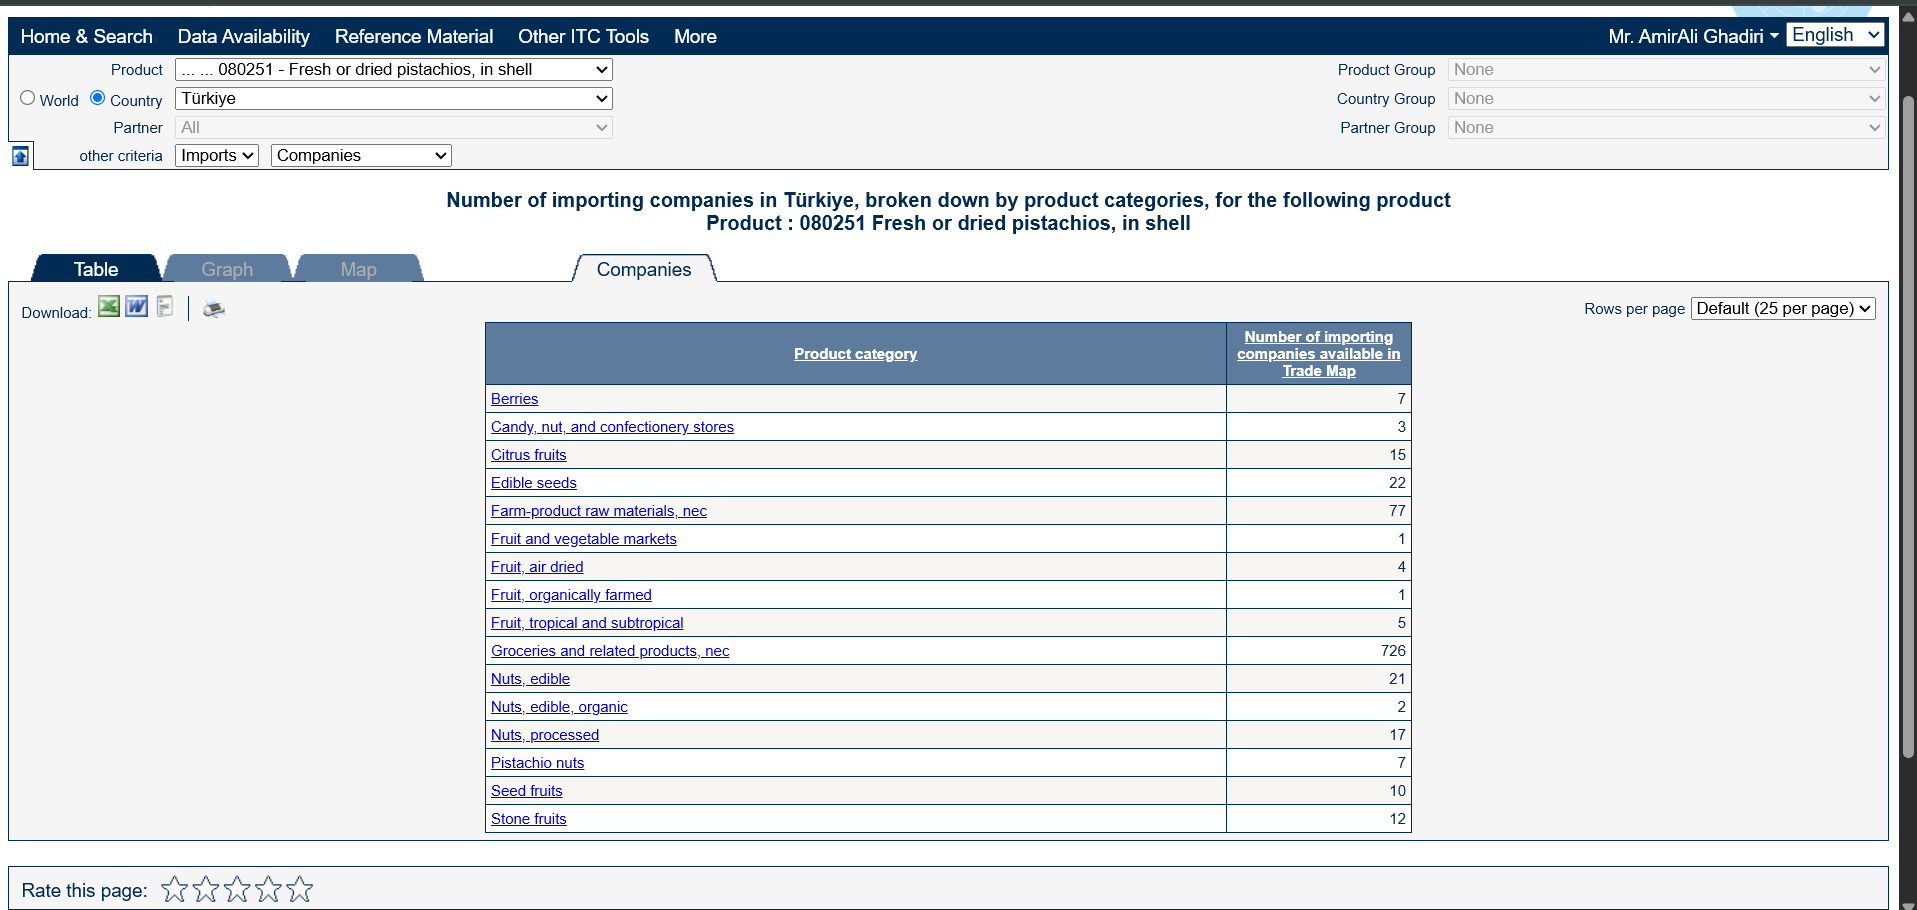 Home & Search Data Availability Reference Material Other ITC Tools More Mr. AmirAli Ghadiri English
Product ... ... 080251 - Fresh or dried pistachios, in shell Product Group None
World Country Türkiye Country Group None
Partner All Partner Group None
other criteria Imports Companies
Number of importing companies in Türkiye, broken down by product categories, for the following product
Product : 080251 Fresh or dried pistachios, in shell
Table Graph Map Companies
Download: Rows per page Default (25 per page)
Product category Number of importing companies available in Trade Map
Berries 7
Candy, nut, and confectionery stores 3
Citrus fruits 15
Edible seeds 22
Farm-product raw materials, nec 77
Fruit and vegetable markets 1
Fruit, air dried 4
Fruit, organically farmed 1
Fruit, tropical and subtropical 5
Groceries and related products, nec 726
Nuts, edible 21
Nuts, edible, organic 2
Nuts, processed 17
Pistachio nuts 7
Seed fruits 10
Stone fruits 12
Rate this page: